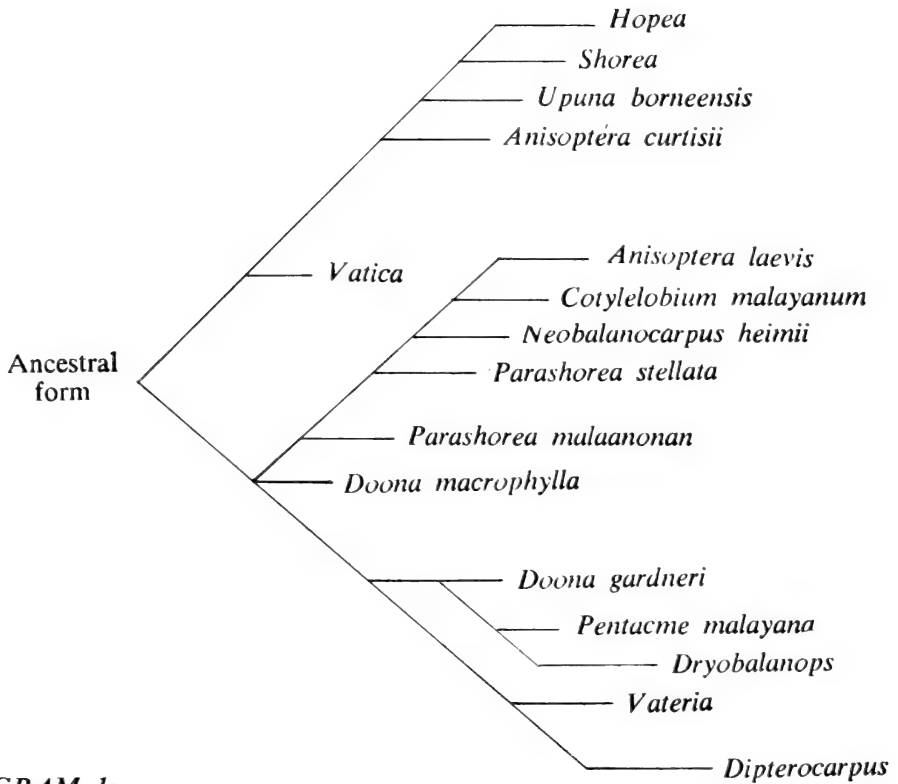 Hopea
Shorea
Upuna borneensis
Anisoptera curtisii
Vatica
Anisoptera laevis
Cotylelobium malayanum
Neobalanocarpus heimii
Parashorea stellata
Ancestral
form
Parashorea malaanonan
Doona macrophylla
Doona gardneri
Pentacme malayana
Dryobalanops
Vateria
Dipterocarpus